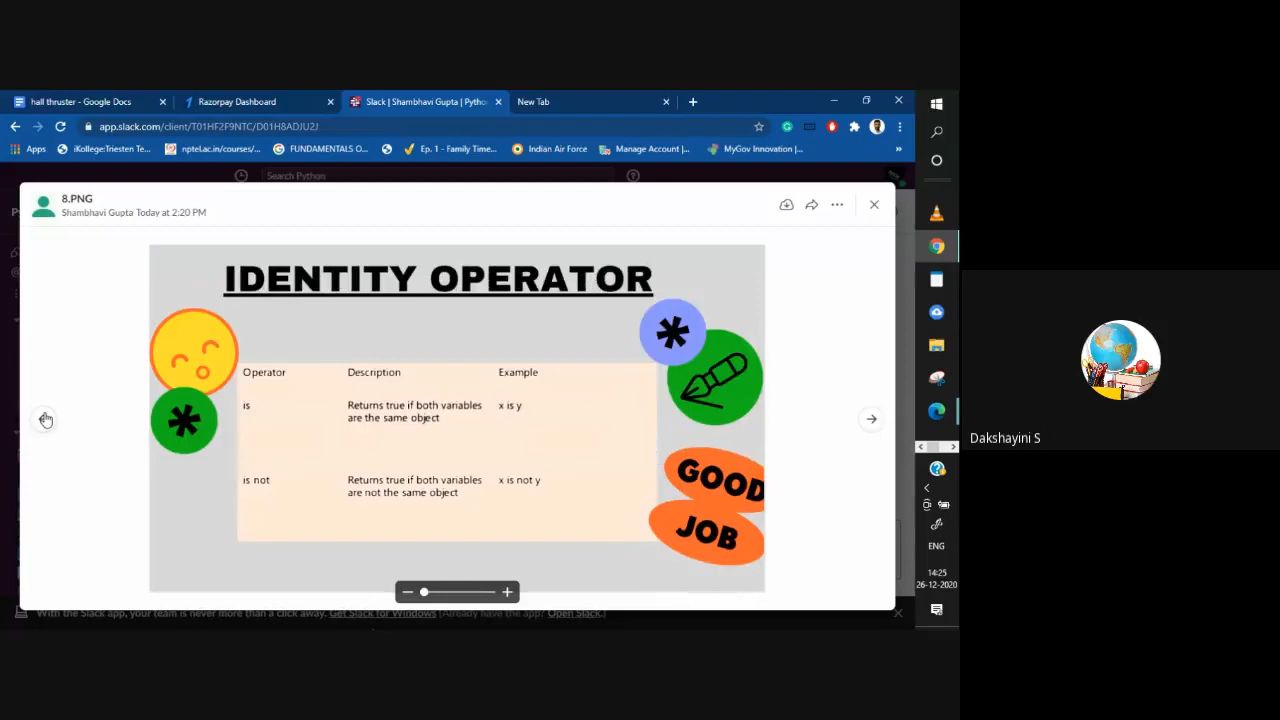 hall thruster - Google Docs
Razorpay Dashboard
Slack | Shambhavi Gupta | Pytho
New Tab
app.slack.com/client/T01HF2F9NTC/D01H8ADJU2J
Apps
iKollege:Triesten Te...
nptel.ac.in/courses/...
FUNDAMENTALS O...
Ep. 1 - Family Time...
Indian Air Force
Manage Account |...
MyGov Innovation |...
Search Python
8.PNG
Shambhavi Gupta Today at 2:20 PM
IDENTITY OPERATOR
Operator Description Example
is Returns true if both variables are the same object x is y
is not Returns true if both variables are not the same object x is not y
GOOD
JOB
With the Slack app, your team is never more than a click away. Get Slack for Windows (Already have the app? Open Slack.)
ENG
14:25
26-12-2020
Dakshayini S